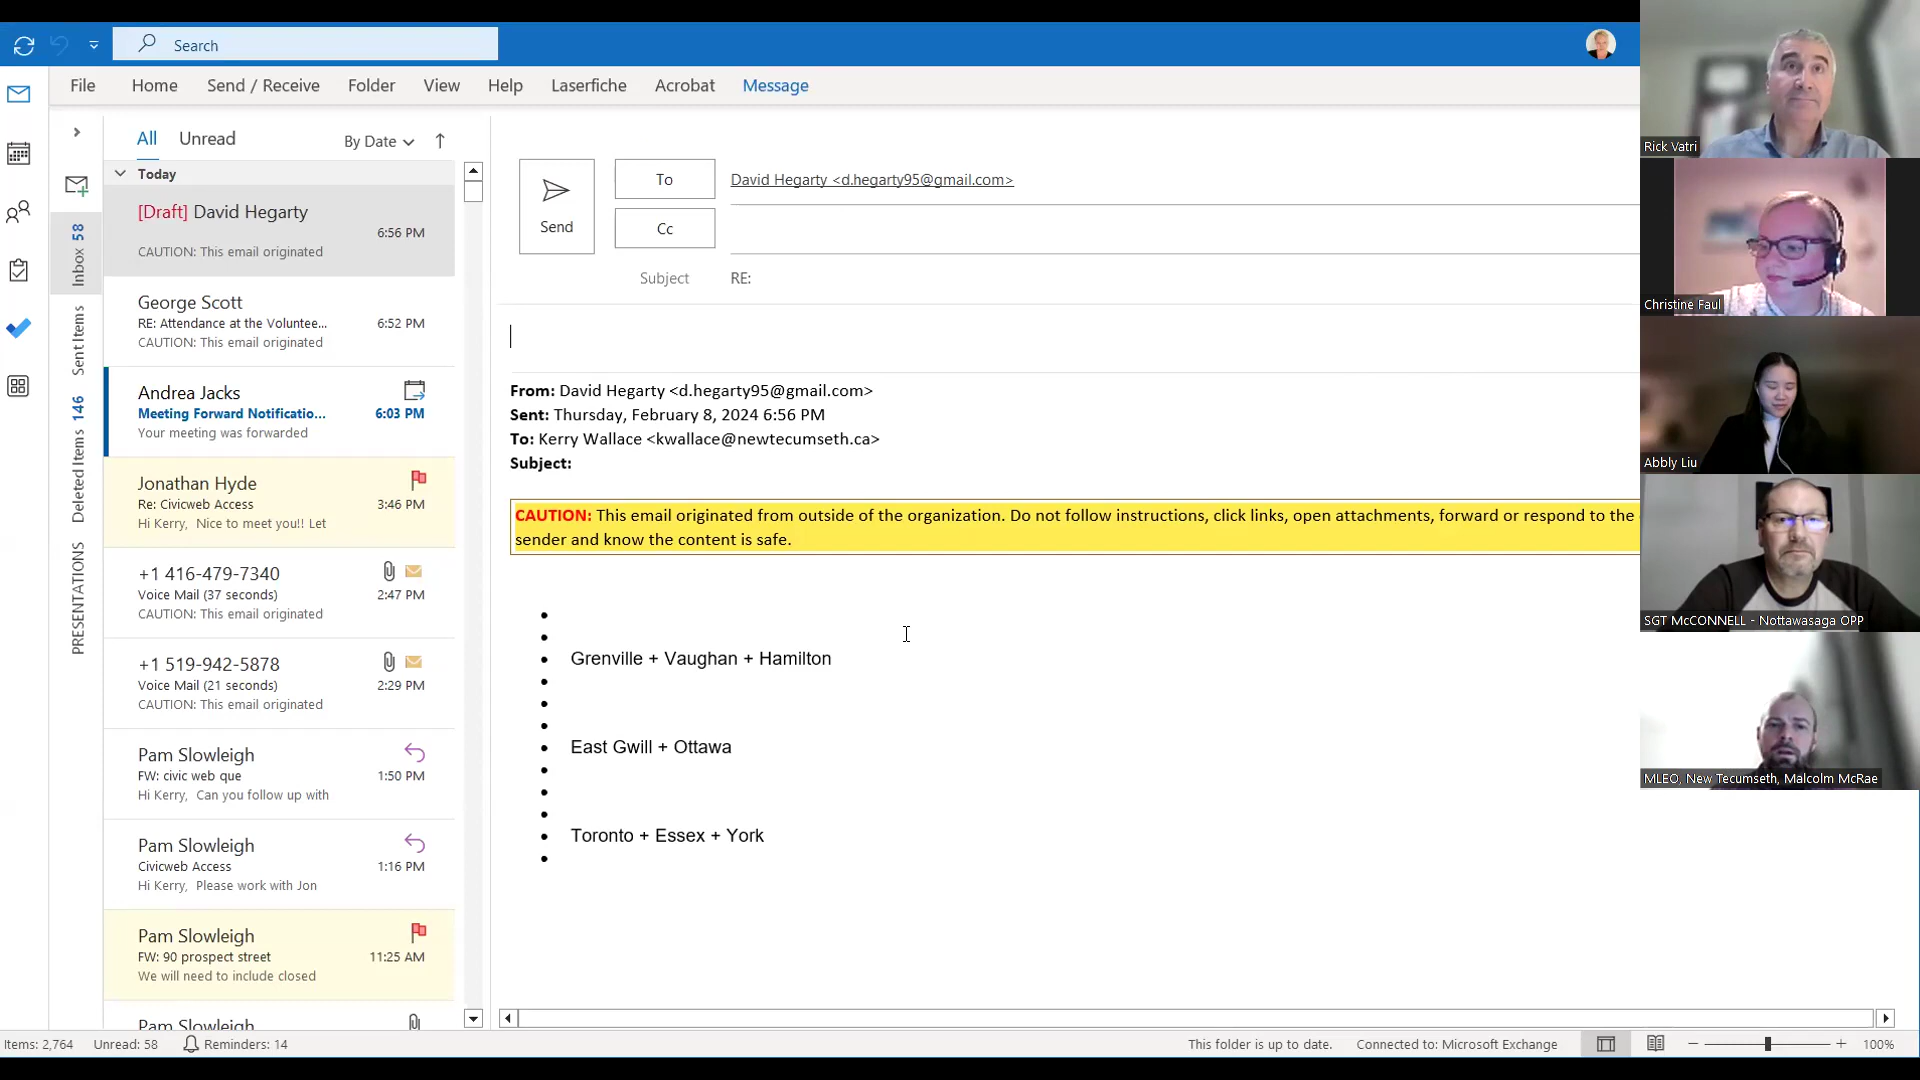 Search
File Home Send / Receive Folder View Help Laserfiche Acrobat Message
All Unread By Date
Inbox 58
Sent Items
Deleted Items 146
PRESENTATIONS
Today
[Draft] David Hegarty
6:56 PM
CAUTION: This email originated
George Scott
RE: Attendance at the Voluntee... 6:52 PM
CAUTION: This email originated
Andrea Jacks
Meeting Forward Notificatio... 6:03 PM
Your meeting was forwarded
Jonathan Hyde
Re: Civicweb Access 3:46 PM
Hi Kerry, Nice to meet you!! Let
+1 416-479-7340
Voice Mail (37 seconds) 2:47 PM
CAUTION: This email originated
+1 519-942-5878
Voice Mail (21 seconds) 2:29 PM
CAUTION: This email originated
Pam Slowleigh
FW: civic web que 1:50 PM
Hi Kerry, Can you follow up with
Pam Slowleigh
Civicweb Access 1:16 PM
Hi Kerry, Please work with Jon
Pam Slowleigh
FW: 90 prospect street 11:25 AM
We will need to include closed
Pam Slowleigh
Send
To David Hegarty <d.hegarty95@gmail.com>
Cc
Subject RE:
From: David Hegarty <d.hegarty95@gmail.com>
Sent: Thursday, February 8, 2024 6:56 PM
To: Kerry Wallace <kwallace@newtecumseth.ca>
Subject:
CAUTION: This email originated from outside of the organization. Do not follow instructions, click links, open attachments, forward or respond to the
sender and know the content is safe.
•
•
• Grenville + Vaughan + Hamilton
•
•
•
• East Gwill + Ottawa
•
•
•
• Toronto + Essex + York
•
Rick Vatri
Christine Faul
Abbly Liu
SGT McCONNELL - Nottawasaga OPP
MLEO, New Tecumseth, Malcolm McRae
Items: 2,764 Unread: 58 Reminders: 14 This folder is up to date. Connected to: Microsoft Exchange 100%